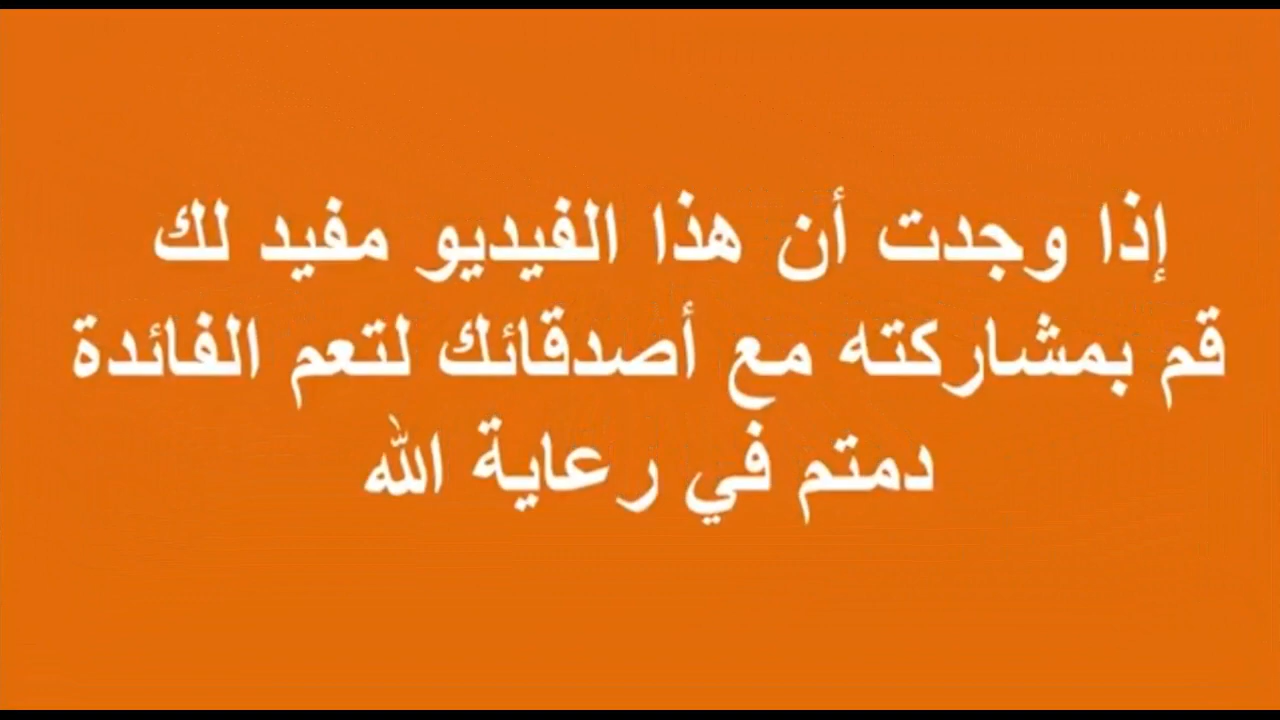 إذا وجدت أن هذا الفيديو مفيد لك
قم بمشاركته مع أصدقائك لتعم الفائدة
دمتم في رعاية الله